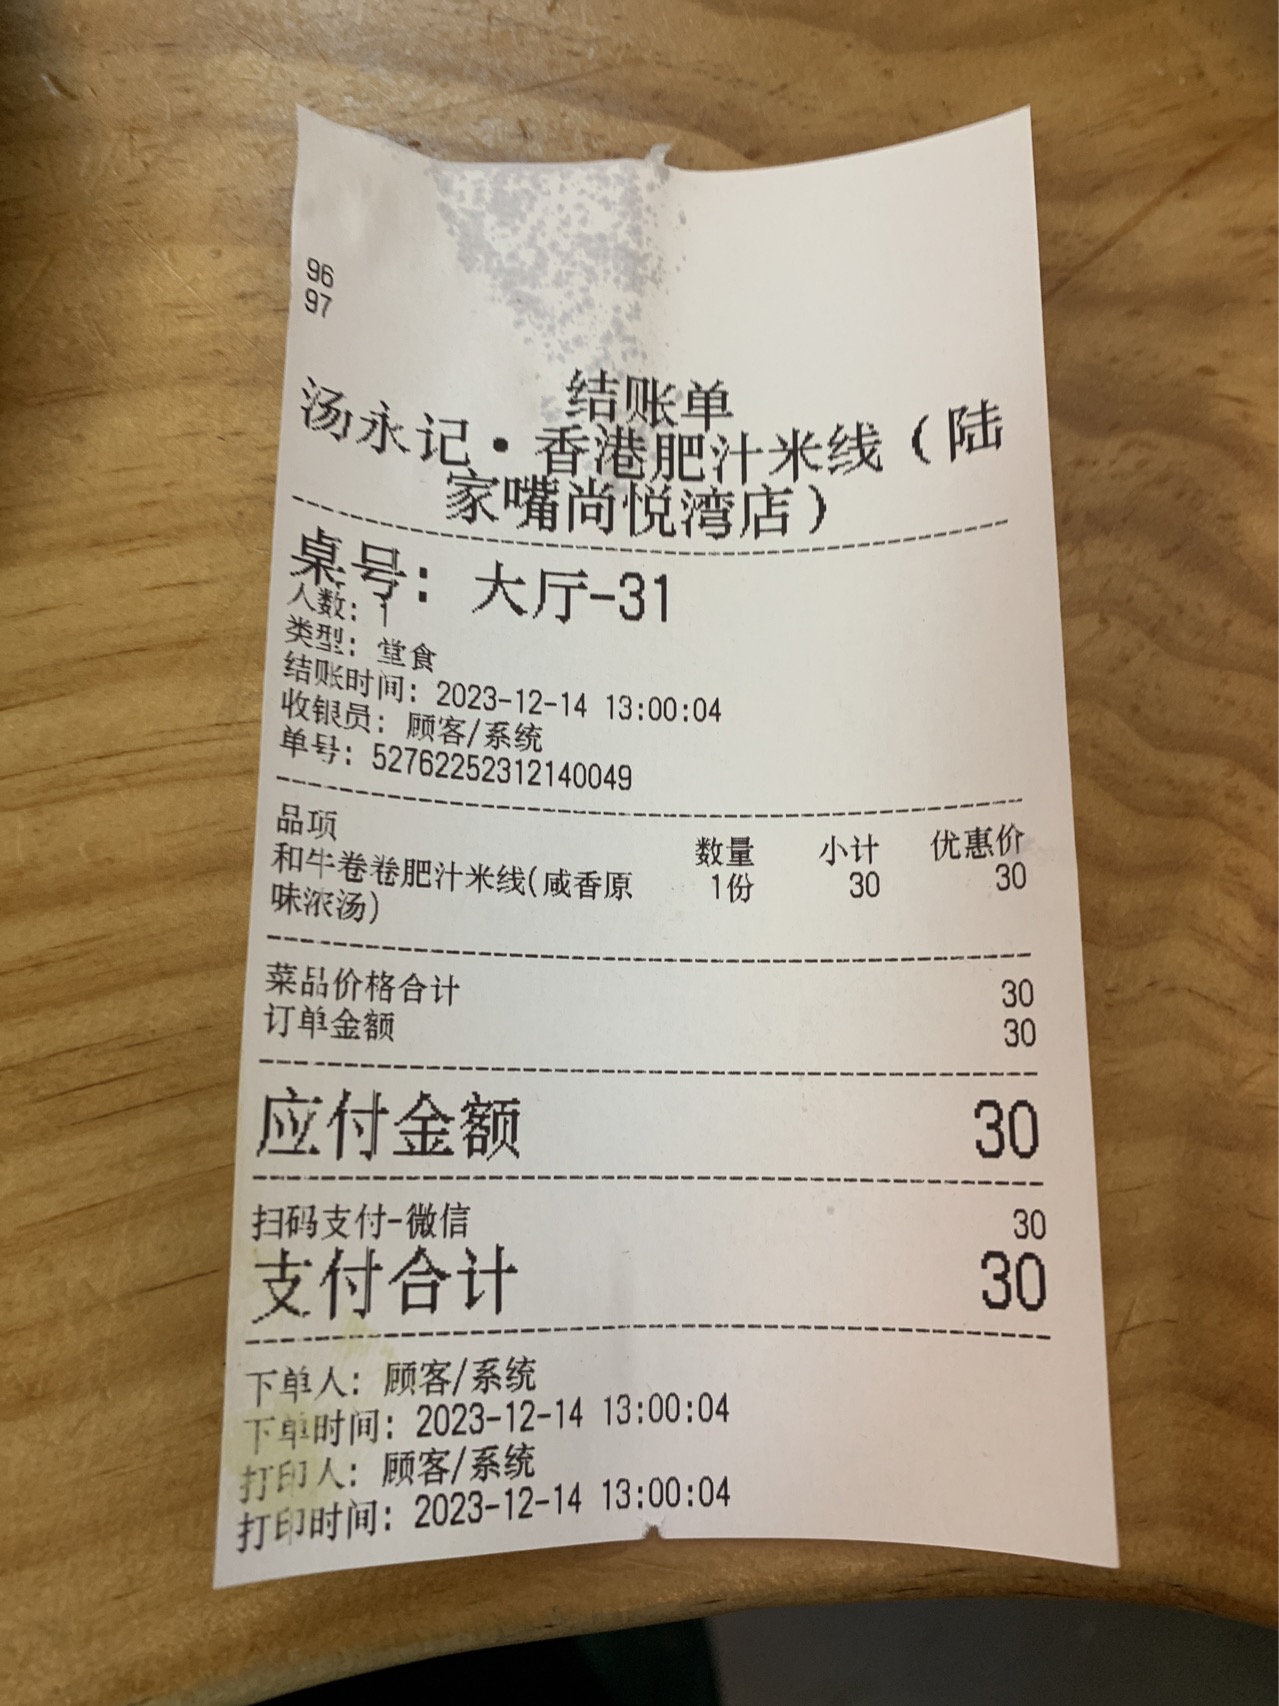 96
97
结账单
汤永记·香港肥汁米线（陆
家嘴尚悦湾店）
桌号： 大厅-31
人数: 1
类型: 堂食
结账时间: 2023-12-14 13:00:04
收银员: 顾客/系统
单号: 52762252312140049
品项 数量 小计 优惠价
和牛卷卷肥汁米线(咸香原 1份 30 30
味浓汤)
菜品价格合计 30
订单金额 30
应付金额 30
扫码支付-微信 30
支付合计 30
下单人: 顾客/系统
下单时间: 2023-12-14 13:00:04
打印人: 顾客/系统
打印时间: 2023-12-14 13:00:04